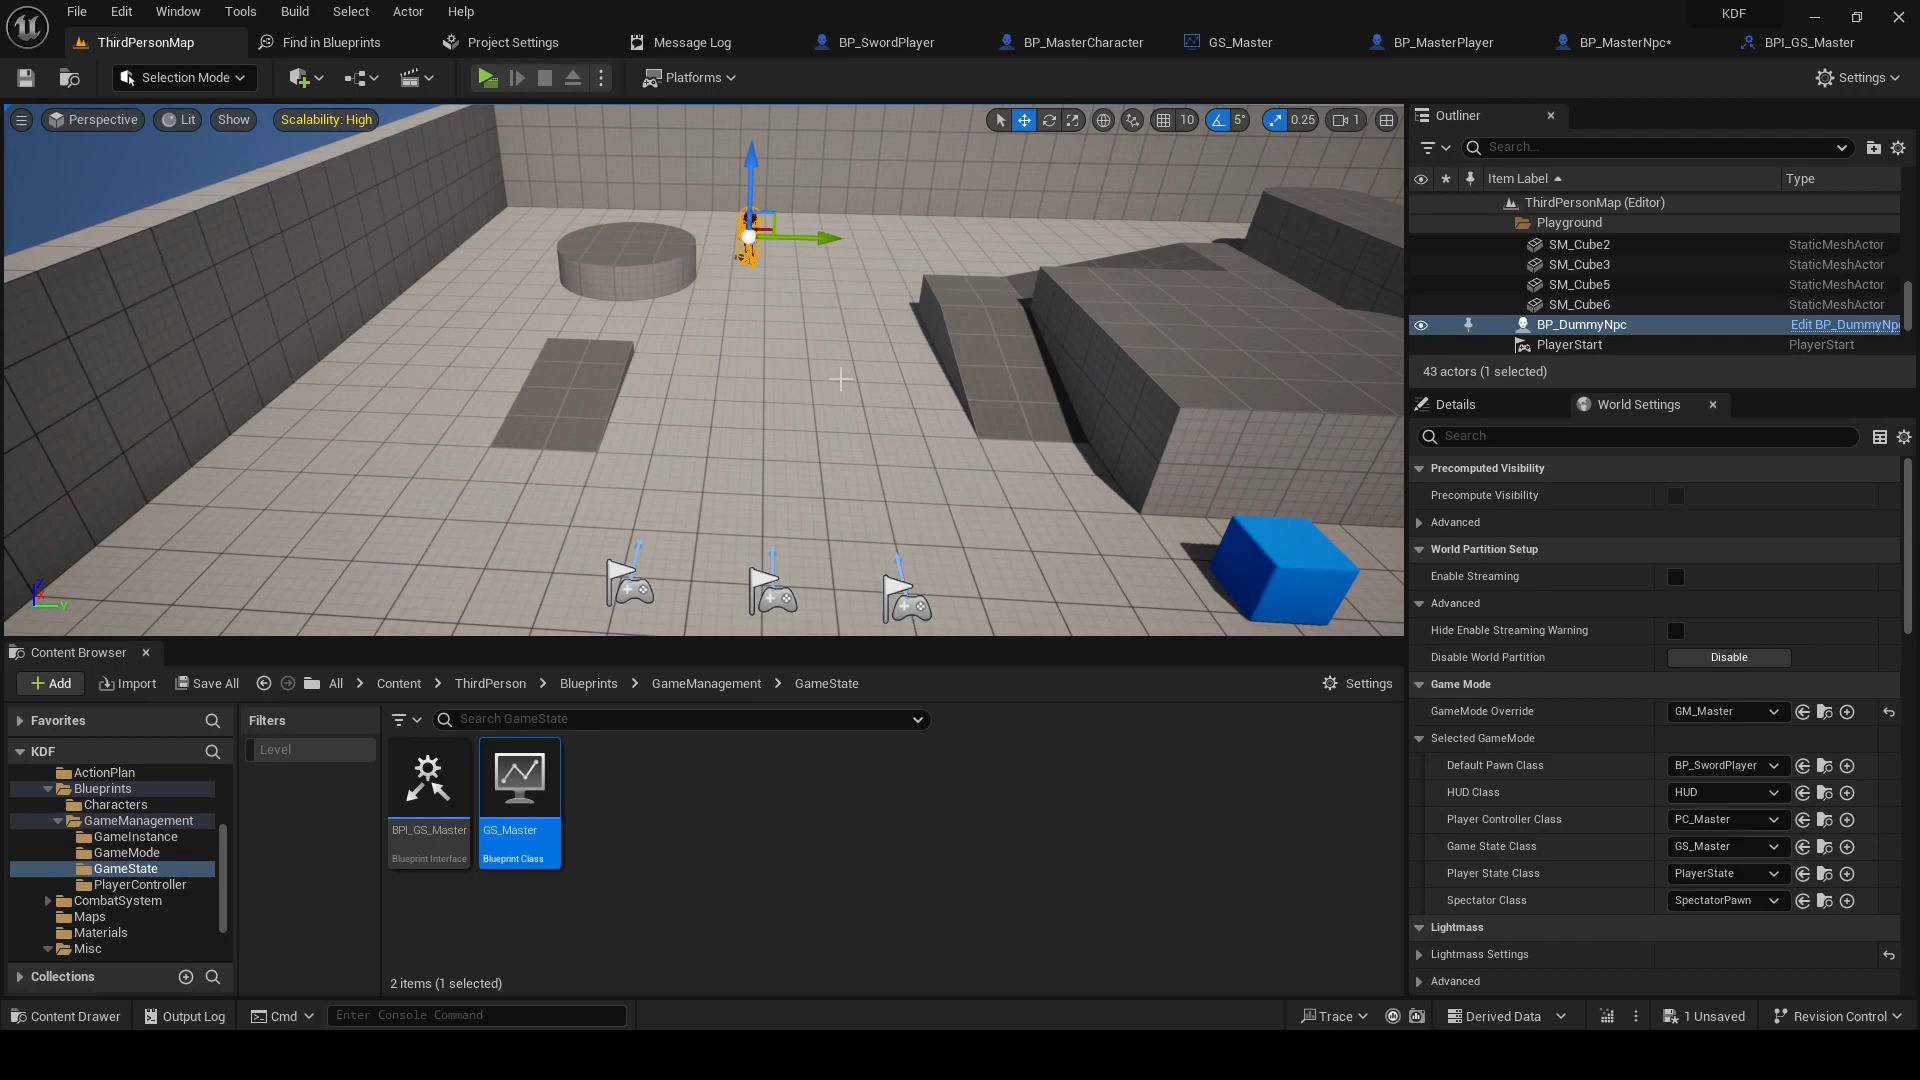 File Edit Window Tools Build Select Actor Help
KDF
ThirdPersonMap
Find in Blueprints
Project Settings
Message Log
BP_SwordPlayer
BP_MasterCharacter
GS_Master
BP_MasterPlayer
BP_MasterNpc*
BPI_GS_Master
Selection Mode
Platforms
Settings
Perspective
Lit
Show
Scalability: High
10
5°
0.25
1
Outliner
Search...
Item Label
Type
ThirdPersonMap (Editor)
Playground
SM_Cube2 StaticMeshActor
SM_Cube3 StaticMeshActor
SM_Cube5 StaticMeshActor
SM_Cube6 StaticMeshActor
BP_DummyNpc Edit BP_DummyNpc
PlayerStart PlayerStart
43 actors (1 selected)
Details
World Settings
Search
Precomputed Visibility
Precompute Visibility
Advanced
World Partition Setup
Enable Streaming
Advanced
Hide Enable Streaming Warning
Disable World Partition Disable
Game Mode
GameMode Override GM_Master
Selected GameMode
Default Pawn Class BP_SwordPlayer
HUD Class HUD
Player Controller Class PC_Master
Game State Class GS_Master
Player State Class PlayerState
Spectator Class SpectatorPawn
Lightmass
Lightmass Settings
Advanced
Z
Y
Content Browser
Add
Import
Save All
All
Content
ThirdPerson
Blueprints
GameManagement
GameState
Settings
Favorites
KDF
ActionPlan
Blueprints
Characters
GameManagement
GameInstance
GameMode
GameState
PlayerController
CombatSystem
Maps
Materials
Misc
Collections
Filters
Level
Search GameState
BPI_GS_Master
Blueprint Interface
GS_Master
Blueprint Class
2 items (1 selected)
Content Drawer
Output Log
Cmd
Enter Console Command
Trace
Derived Data
1 Unsaved
Revision Control